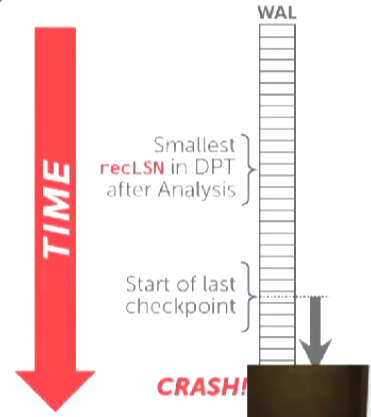 WAL
TIME
Smallest
recLSN in DPT
after Analysis
Start of last
checkpoint
CRASH!